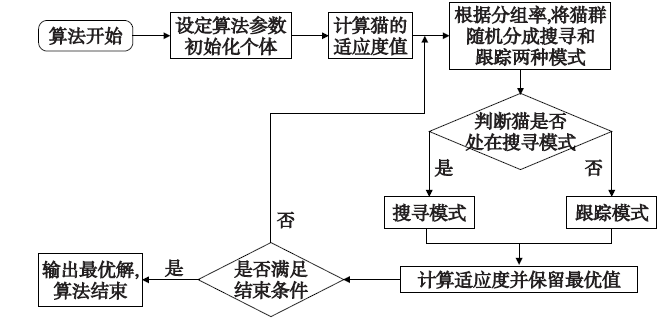 算法开始
设定算法参数
初始化个体
计算猫的
适应度值
根据分组率,将猫群
随机分成搜寻和
跟踪两种模式
判断猫是否
处在搜寻模式
是
否
搜寻模式
跟踪模式
计算适应度并保留最优值
是否满足
结束条件
否
是
输出最优解,
算法结束